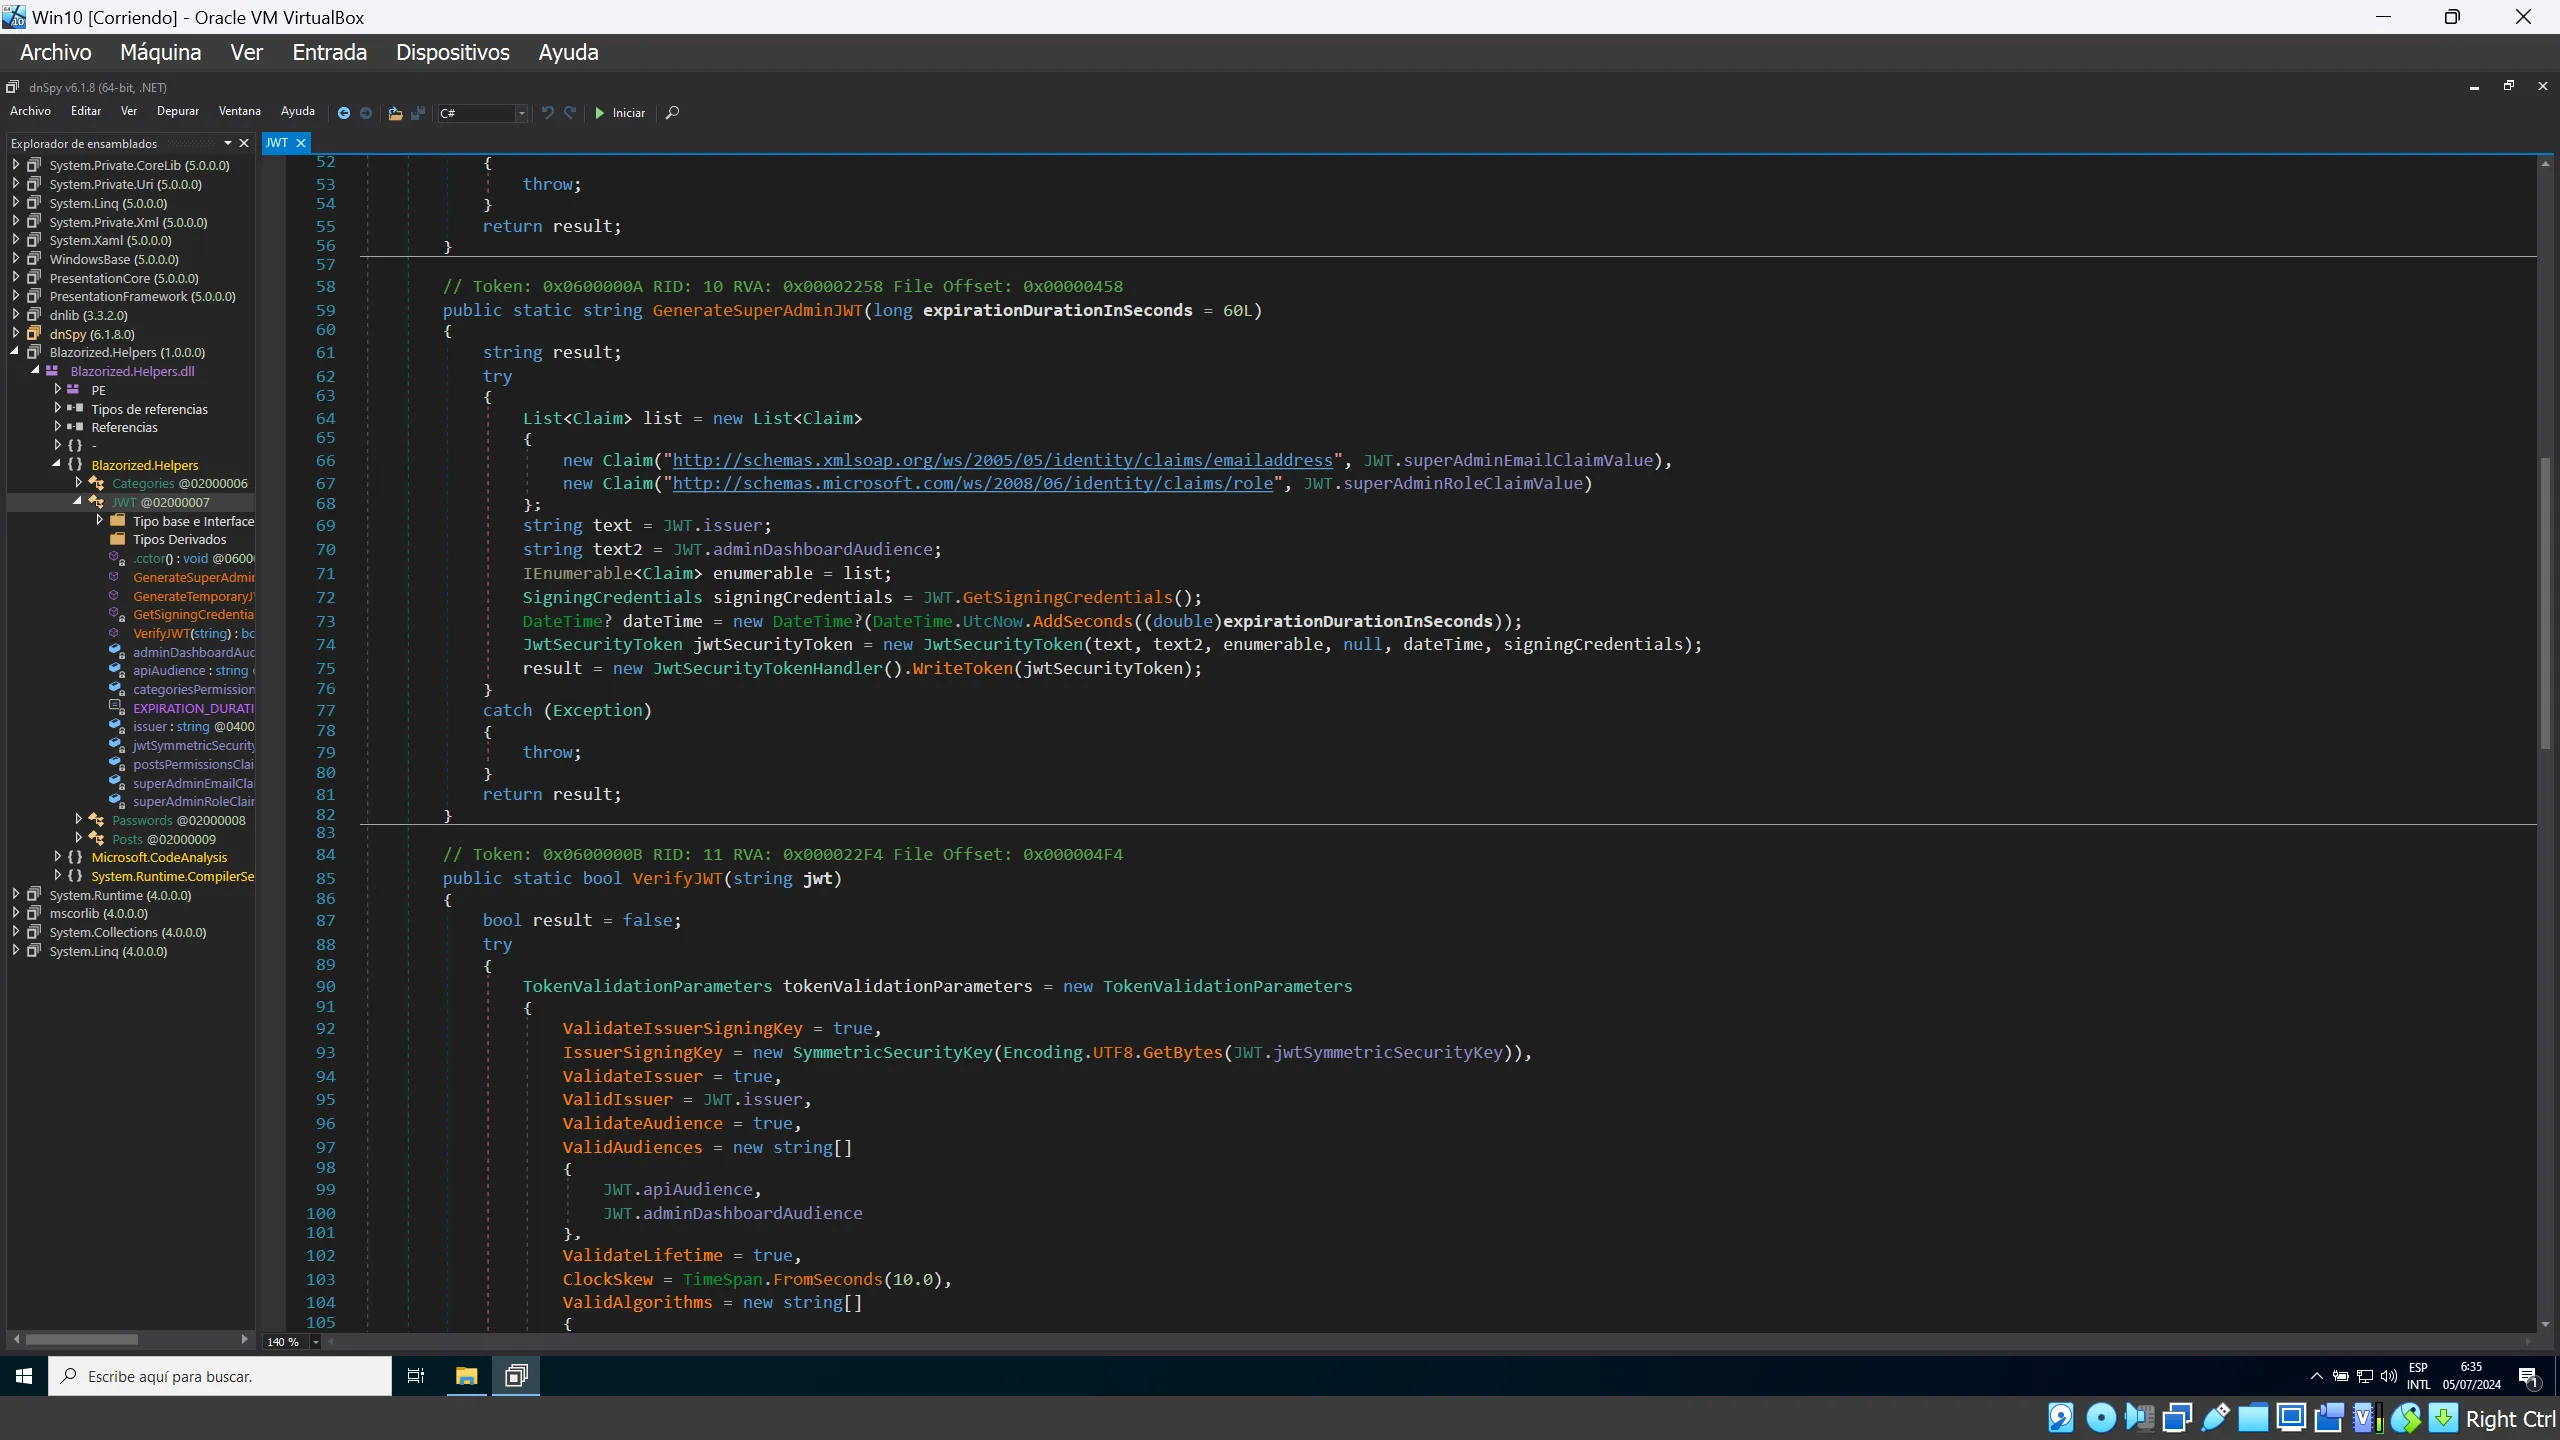 Win10 [Corriendo] - Oracle VM VirtualBox
Archivo Máquina Ver Entrada Dispositivos Ayuda
dnSpy v6.1.8 (64-bit, .NET)
Archivo Editar Ver Depurar Ventana Ayuda C# Iniciar
Explorador de ensamblados
System.Private.CoreLib (5.0.0.0)
System.Private.Uri (5.0.0.0)
System.Linq (5.0.0.0)
System.Private.Xml (5.0.0.0)
System.Xaml (5.0.0.0)
WindowsBase (5.0.0.0)
PresentationCore (5.0.0.0)
PresentationFramework (5.0.0.0)
dnlib (3.3.2.0)
dnSpy (6.1.8.0)
Blazorized.Helpers (1.0.0.0)
Blazorized.Helpers.dll
PE
Tipos de referencias
Referencias
{ } -
{ } Blazorized.Helpers
Categories @02000006
JWT @02000007
Tipo base e Interface
Tipos Derivados
.cctor() : void @0600
GenerateSuperAdmin
GenerateTemporaryJ
GetSigningCredentia
VerifyJWT(string) : bo
adminDashboardAuc
apiAudience : string
categoriesPermission
EXPIRATION_DURATI
issuer : string @0400
jwtSymmetricSecurity
postsPermissionsClai
superAdminEmailClai
superAdminRoleClair
Passwords @02000008
Posts @02000009
{ } Microsoft.CodeAnalysis
{ } System.Runtime.CompilerSe
System.Runtime (4.0.0.0)
mscorlib (4.0.0.0)
System.Collections (4.0.0.0)
System.Linq (4.0.0.0)
JWT
52 {
53 throw;
54 }
55 return result;
56 }
57
58 // Token: 0x0600000A RID: 10 RVA: 0x00002258 File Offset: 0x00000458
59 public static string GenerateSuperAdminJWT(long expirationDurationInSeconds = 60L)
60 {
61 string result;
62 try
63 {
64 List<Claim> list = new List<Claim>
65 {
66 new Claim("http://schemas.xmlsoap.org/ws/2005/05/identity/claims/emailaddress", JWT.superAdminEmailClaimValue),
67 new Claim("http://schemas.microsoft.com/ws/2008/06/identity/claims/role", JWT.superAdminRoleClaimValue)
68 };
69 string text = JWT.issuer;
70 string text2 = JWT.adminDashboardAudience;
71 IEnumerable<Claim> enumerable = list;
72 SigningCredentials signingCredentials = JWT.GetSigningCredentials();
73 DateTime? dateTime = new DateTime?(DateTime.UtcNow.AddSeconds((double)expirationDurationInSeconds));
74 JwtSecurityToken jwtSecurityToken = new JwtSecurityToken(text, text2, enumerable, null, dateTime, signingCredentials);
75 result = new JwtSecurityTokenHandler().WriteToken(jwtSecurityToken);
76 }
77 catch (Exception)
78 {
79 throw;
80 }
81 return result;
82 }
83
84 // Token: 0x0600000B RID: 11 RVA: 0x000022F4 File Offset: 0x000004F4
85 public static bool VerifyJWT(string jwt)
86 {
87 bool result = false;
88 try
89 {
90 TokenValidationParameters tokenValidationParameters = new TokenValidationParameters
91 {
92 ValidateIssuerSigningKey = true,
93 IssuerSigningKey = new SymmetricSecurityKey(Encoding.UTF8.GetBytes(JWT.jwtSymmetricSecurityKey)),
94 ValidateIssuer = true,
95 ValidIssuer = JWT.issuer,
96 ValidateAudience = true,
97 ValidAudiences = new string[]
98 {
99 JWT.apiAudience,
100 JWT.adminDashboardAudience
101 },
102 ValidateLifetime = true,
103 ClockSkew = TimeSpan.FromSeconds(10.0),
104 ValidAlgorithms = new string[]
105 {
140 %
Escribe aquí para buscar.
ESP
INTL
6:35
05/07/2024
1
Right Ctrl